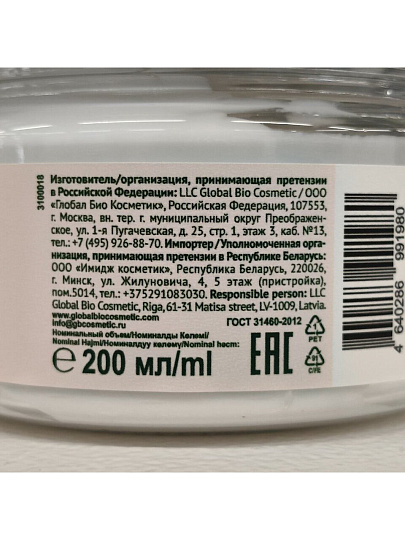 3100018
Изготовитель/организация, принимающая претензии
в Российской Федерации: LLC Global Bio Cosmetic / ООО
«Глобал Био Косметик», Российская Федерация, 107553,
г. Москва, вн. тер. г. муниципальный округ Преображен-
ское, ул. 1-я Пугачевская, д. 25, стр. 1, этаж 3, каб. №13,
тел.: +7 (495) 926-88-70. Импортер/Уполномоченная орга-
низация, принимающая претензии в Республике Беларусь:
ООО «Имидж косметик», Республика Беларусь, 220026,
г. Минск, ул. Жилуновича, 4, 5 этаж (пристройка),
пом.5014, тел.: +375291083030. Responsible person: LLC
Global Bio Cosmetic, Riga, 61-31 Matisa street, LV-1009, Latvia.
www.globalbiocosmetic.com
info@gbcosmetic.ru
ГОСТ 31460-2012
Номинальный объем/Номиналды Көлемі/
Nominal Hajmi/Номиналдуу көлөмү/Nominal həcm:
℮ 200 мл/ml
EAC
1
PET
91
C/PE
4 640286 991980